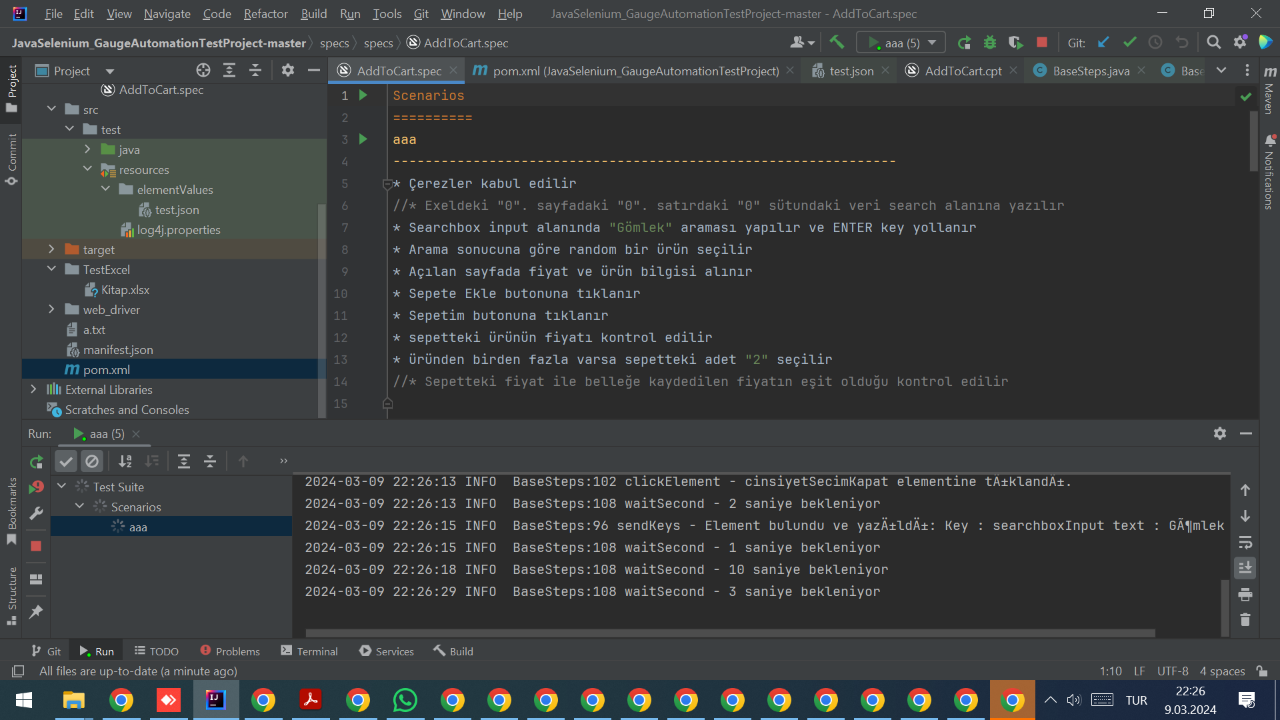 File Edit View Navigate Code Refactor Build Run Tools Git Window Help JavaSelenium_GaugeAutomationTestProject-master - AddToCart.spec
JavaSelenium_GaugeAutomationTestProject-master specs specs AddToCart.spec aaa (5) Git:
Project AddToCart.spec pom.xml (JavaSelenium_GaugeAutomationTestProject) test.json AddToCart.cpt BaseSteps.java Base
Project
Commit
Bookmarks
Structure
Maven
Notifications
AddToCart.spec
src
test
java
resources
elementValues
test.json
log4j.properties
target
TestExcel
Kitap.xlsx
web_driver
a.txt
manifest.json
pom.xml
External Libraries
Scratches and Consoles
1 Scenarios
2 ==========
3 aaa
4 ---------------------------------------------------------------
5 * Çerezler kabul edilir
6 //* Exeldeki "0". sayfadaki "0". satırdaki "0" sütundaki veri search alanına yazılır
7 * Searchbox input alanında "Gömlek" araması yapılır ve ENTER key yollanır
8 * Arama sonucuna göre random bir ürün seçilir
9 * Açılan sayfada fiyat ve ürün bilgisi alınır
10 * Sepete Ekle butonuna tıklanır
11 * Sepetim butonuna tıklanır
12 * sepetteki ürünün fiyatı kontrol edilir
13 * üründen birden fazla varsa sepetteki adet "2" seçilir
14 //* Sepetteki fiyat ile belleğe kaydedilen fiyatın eşit olduğu kontrol edilir
15
Run: aaa (5)
Test Suite
Scenarios
aaa
2024-03-09 22:26:13 INFO BaseSteps:102 clickElement - cinsiyetSecimKapat elementine tÄ±klandÄ±.
2024-03-09 22:26:13 INFO BaseSteps:108 waitSecond - 2 saniye bekleniyor
2024-03-09 22:26:15 INFO BaseSteps:96 sendKeys - Element bulundu ve yazÄ±ldÄ±: Key : searchboxInput text : GÃ¶mlek
2024-03-09 22:26:15 INFO BaseSteps:108 waitSecond - 1 saniye bekleniyor
2024-03-09 22:26:18 INFO BaseSteps:108 waitSecond - 10 saniye bekleniyor
2024-03-09 22:26:29 INFO BaseSteps:108 waitSecond - 3 saniye bekleniyor
Git Run TODO Problems Terminal Services Build
All files are up-to-date (a minute ago) 1:10 LF UTF-8 4 spaces
TUR 22:26
9.03.2024